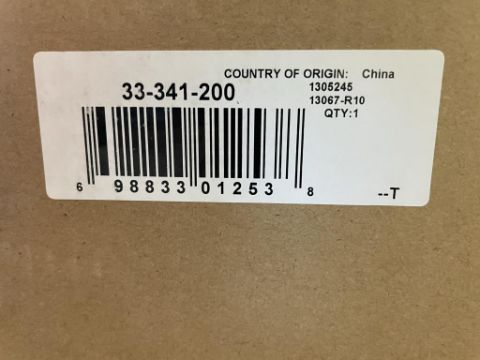 COUNTRY OF ORIGIN: China
33-341-200
1305245
13067-R10
QTY:1
6 98833 01253 8
--T